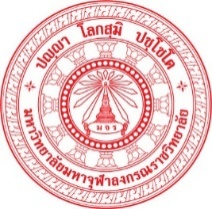 ปญฺญา โลกสฺมิ ปชฺโชโต
ม จ ร
มหาวิทยาลัยมหาจุฬาลงกรณราชวิทยาลัย